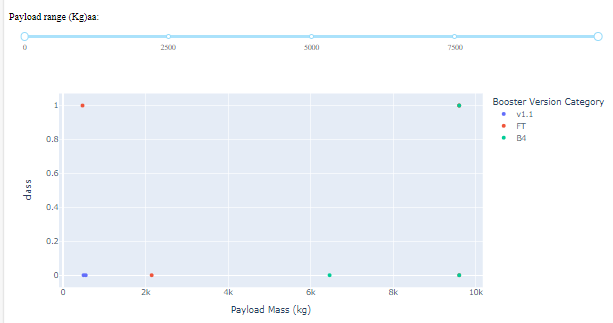 Payload range (Kg)aa:
0 2500 5000 7500
Booster Version Category
v1.1
FT
B4
1
0.8
0.6
0.4
0.2
0
class
0 2k 4k 6k 8k 10k
Payload Mass (kg)